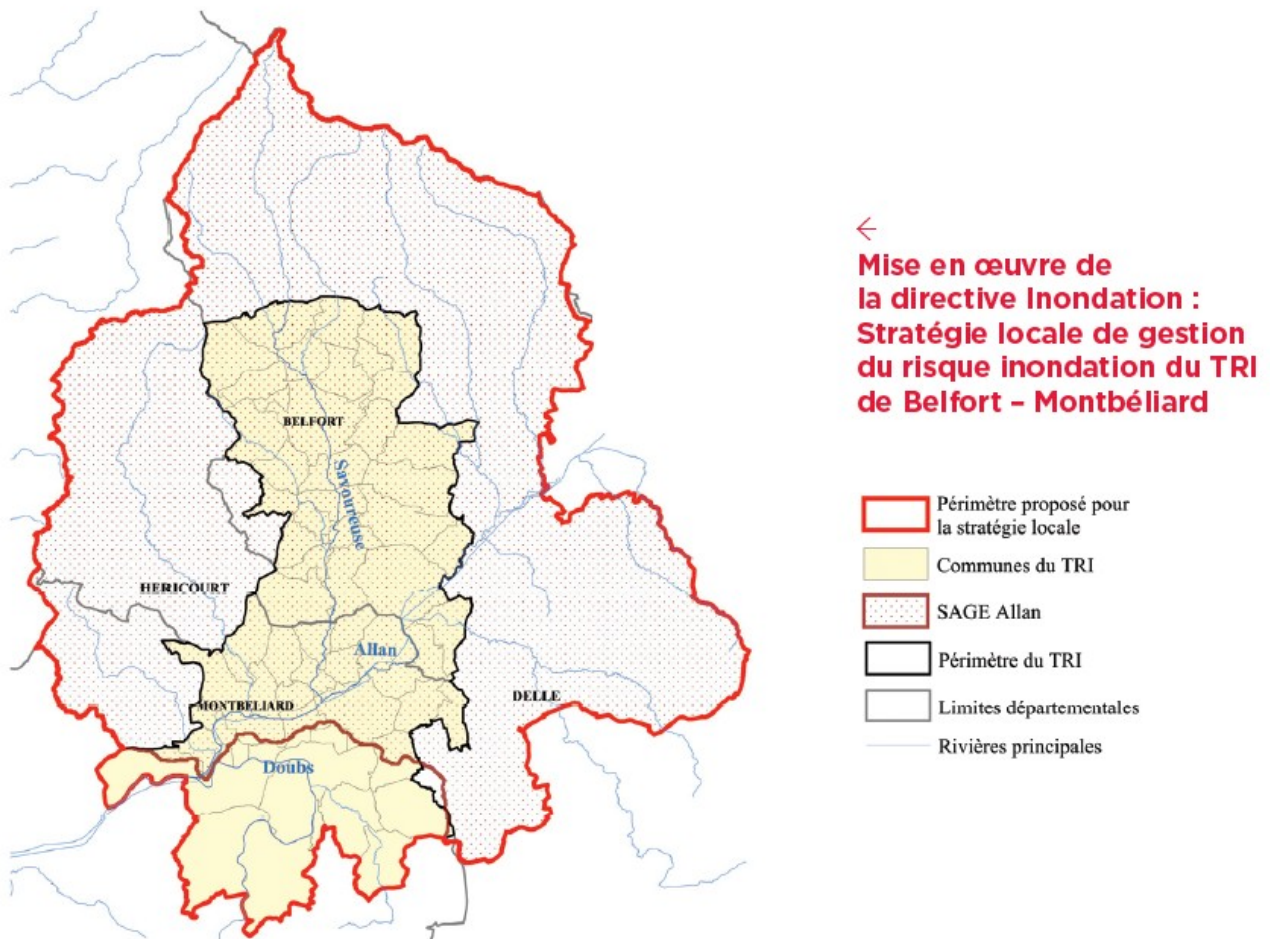 ←
Mise en œuvre de
la directive Inondation :
Stratégie locale de gestion
du risque inondation du TRI
de Belfort – Montbéliard
BELFORT
Savoureuse
HERICOURT
Allan
MONTBELIARD
DELLE
Doubs
Périmètre proposé pour
la stratégie locale
Communes du TRI
SAGE Allan
Périmètre du TRI
Limites départementales
Rivières principales